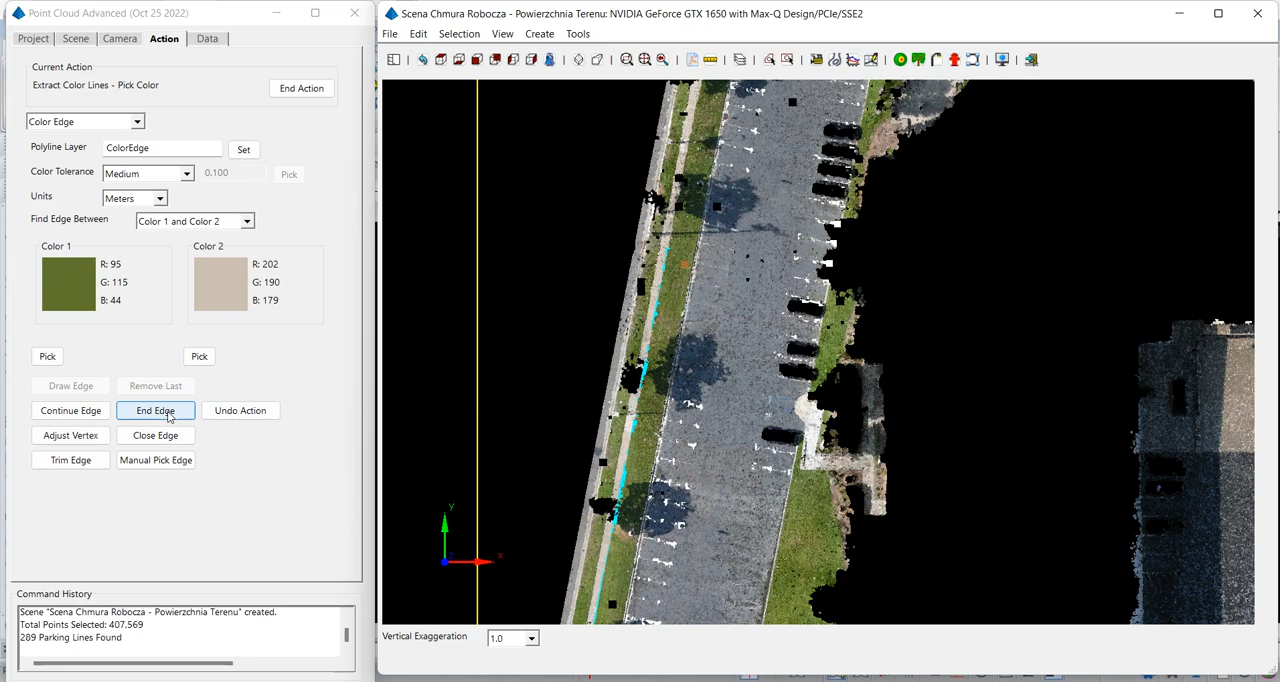 Point Cloud Advanced (Oct 25 2022)
Project
Scene
Camera
Action
Data
Current Action
Extract Color Lines - Pick Color
End Action
Color Edge
Polyline Layer
ColorEdge
Set
Color Tolerance
Medium
0.100
Pick
Units
Meters
Find Edge Between
Color 1 and Color 2
Color 1
R: 95
G: 115
B: 44
Color 2
R: 202
G: 190
B: 179
Pick
Pick
Draw Edge
Remove Last
Continue Edge
End Edge
Undo Action
Adjust Vertex
Close Edge
Trim Edge
Manual Pick Edge
Command History
Scene "Scena Chmura Robocza - Powierzchnia Terenu" created.
Total Points Selected: 407,569
289 Parking Lines Found
Scena Chmura Robocza - Powierzchnia Terenu: NVIDIA GeForce GTX 1650 with Max-Q Design/PCIe/SSE2
File
Edit
Selection
View
Create
Tools
y
x
z
Vertical Exaggeration
1.0